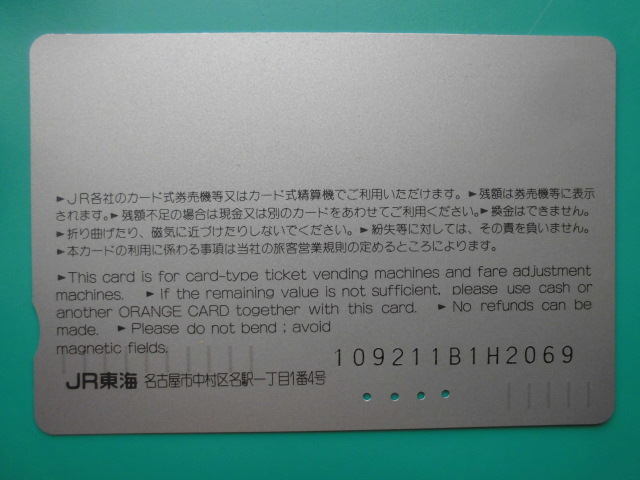 ►JR各社のカード式券売機等又はカード式精算機でご利用いただけます。►残額は券売機等に表示
されます。►残額不足の場合は現金又は別のカードをあわせてご利用ください。►換金はできません。
►折り曲げたり、磁気に近づけたりしないでください。►紛失等に対しては、その責を負いません。
►本カードの利用に係わる事項は当社の旅客営業規則の定めるところによります。
►This card is for card-type ticket vending machines and fare adjustment
machines. ►If the remaining value is not sufficient, please use cash or
another ORANGE CARD together with this card. ►No refunds can be
made. ►Please do not bend ; avoid
magnetic fields.
109211B1H2069
JR東海 名古屋市中村区名駅一丁目1番4号